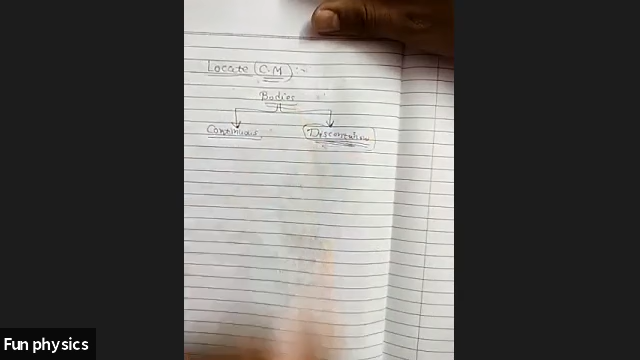 Locate (C.M) :-
Bodies
Continuous Discontinuous
Fun physics